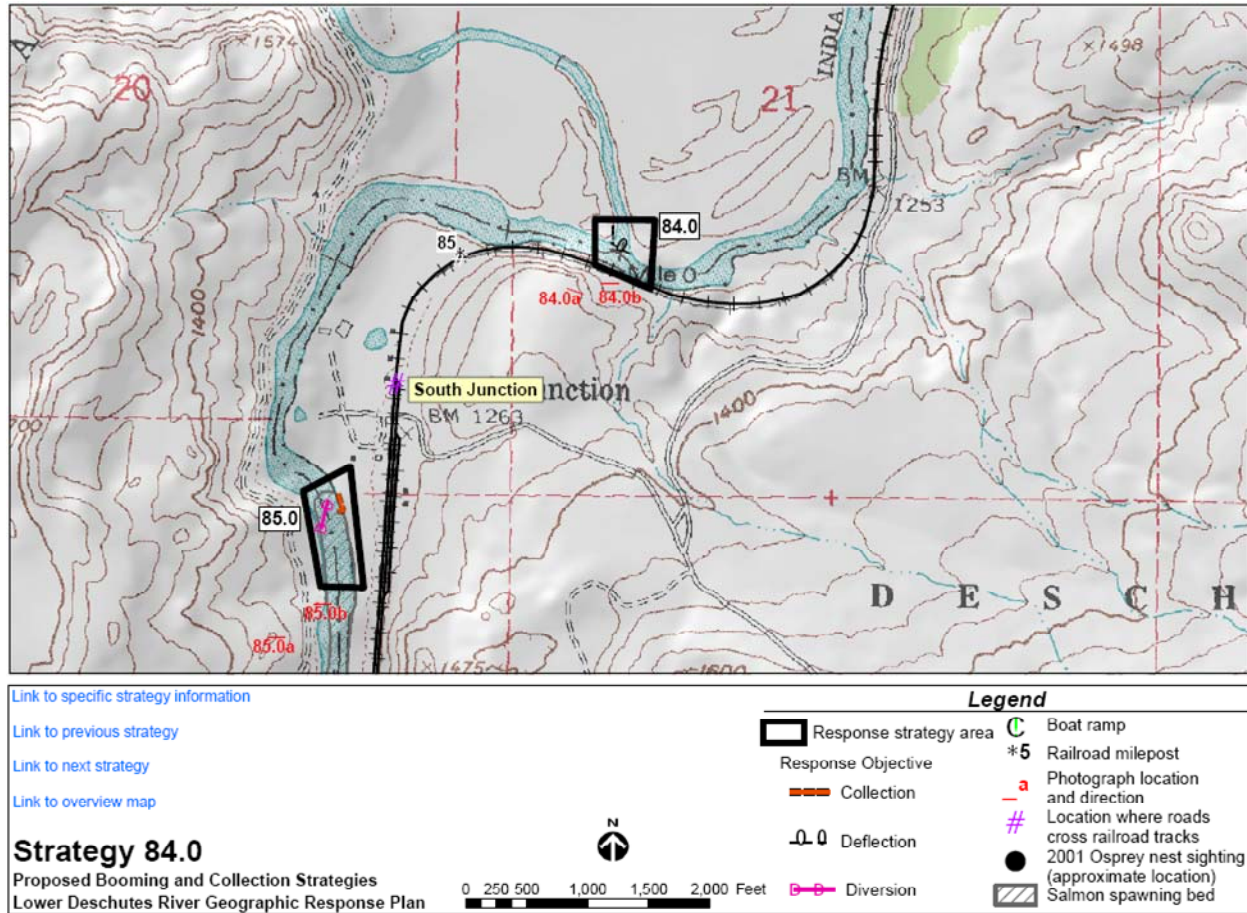 A
20
×1574
21
INDIA
×1498
1400
BM
1253
84.0
85
Mile 0
84.0a
84.0b
South Junction
nction
BM 1263
1400
700
85.0
85.0b
85.0a
×1475
1600
D E S C H
Link to specific strategy information
Link to previous strategy
Link to next strategy
Link to overview map
Strategy 84.0
Proposed Booming and Collection Strategies
Lower Deschutes River Geographic Response Plan
N
0 250 500 1,000 1,500 2,000 Feet
Legend
Response strategy area
Response Objective
Collection
Deflection
Diversion
Boat ramp
*5 Railroad milepost
a Photograph location
and direction
# Location where roads
cross railroad tracks
2001 Osprey nest sighting
(approximate location)
Salmon spawning bed